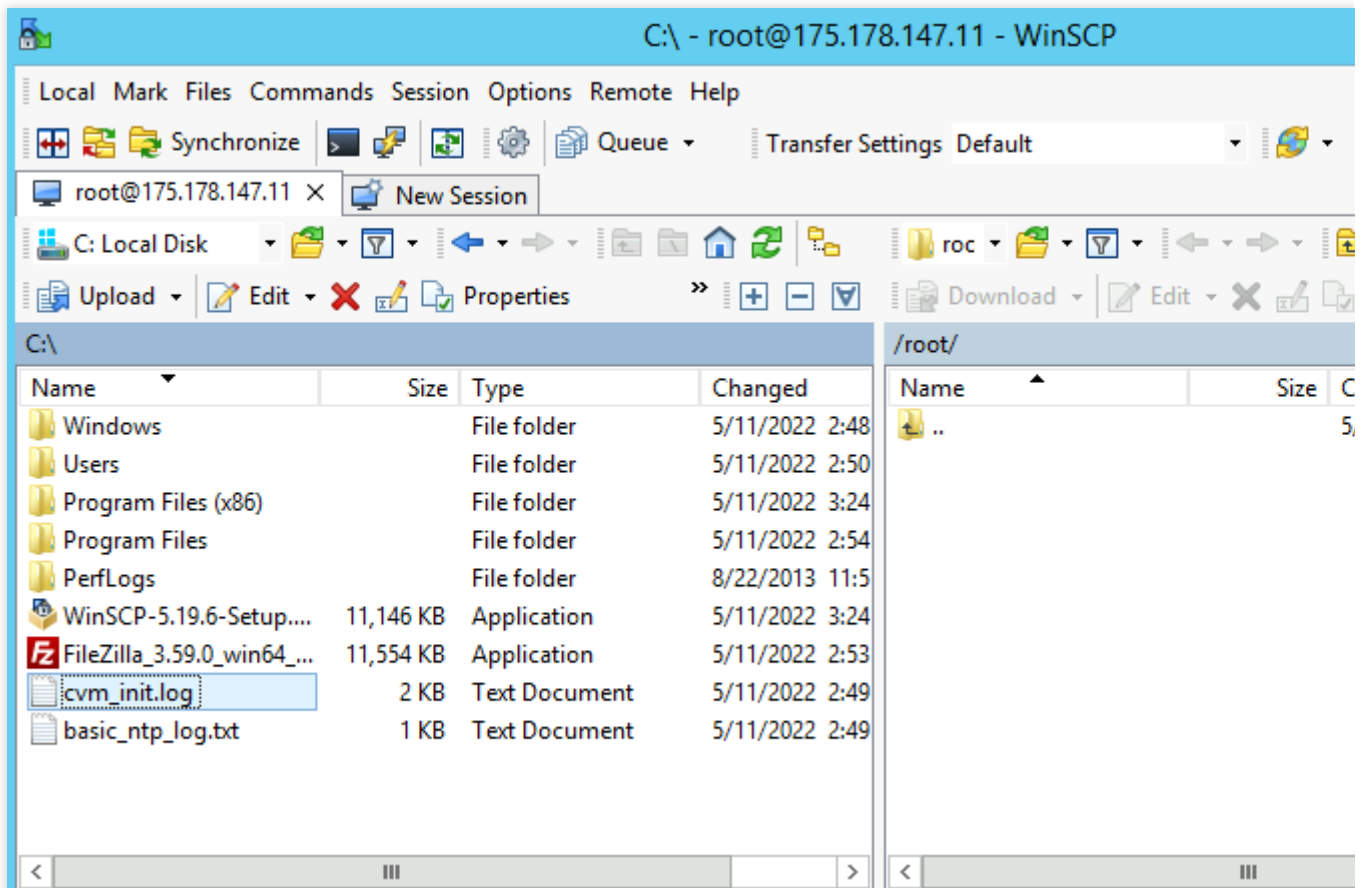 C:\ - root@175.178.147.11 - WinSCP
Local Mark Files Commands Session Options Remote Help
Synchronize Queue Transfer Settings Default
root@175.178.147.11 New Session
C: Local Disk roc
Upload Edit Properties » Download Edit
C:\ /root/
Name Size Type Changed Name Size C
Windows File folder 5/11/2022 2:48 .. 5/
Users File folder 5/11/2022 2:50
Program Files (x86) File folder 5/11/2022 3:24
Program Files File folder 5/11/2022 2:54
PerfLogs File folder 8/22/2013 11:5
WinSCP-5.19.6-Setup.... 11,146 KB Application 5/11/2022 3:24
FileZilla_3.59.0_win64_... 11,554 KB Application 5/11/2022 2:53
cvm_init.log 2 KB Text Document 5/11/2022 2:49
basic_ntp_log.txt 1 KB Text Document 5/11/2022 2:49